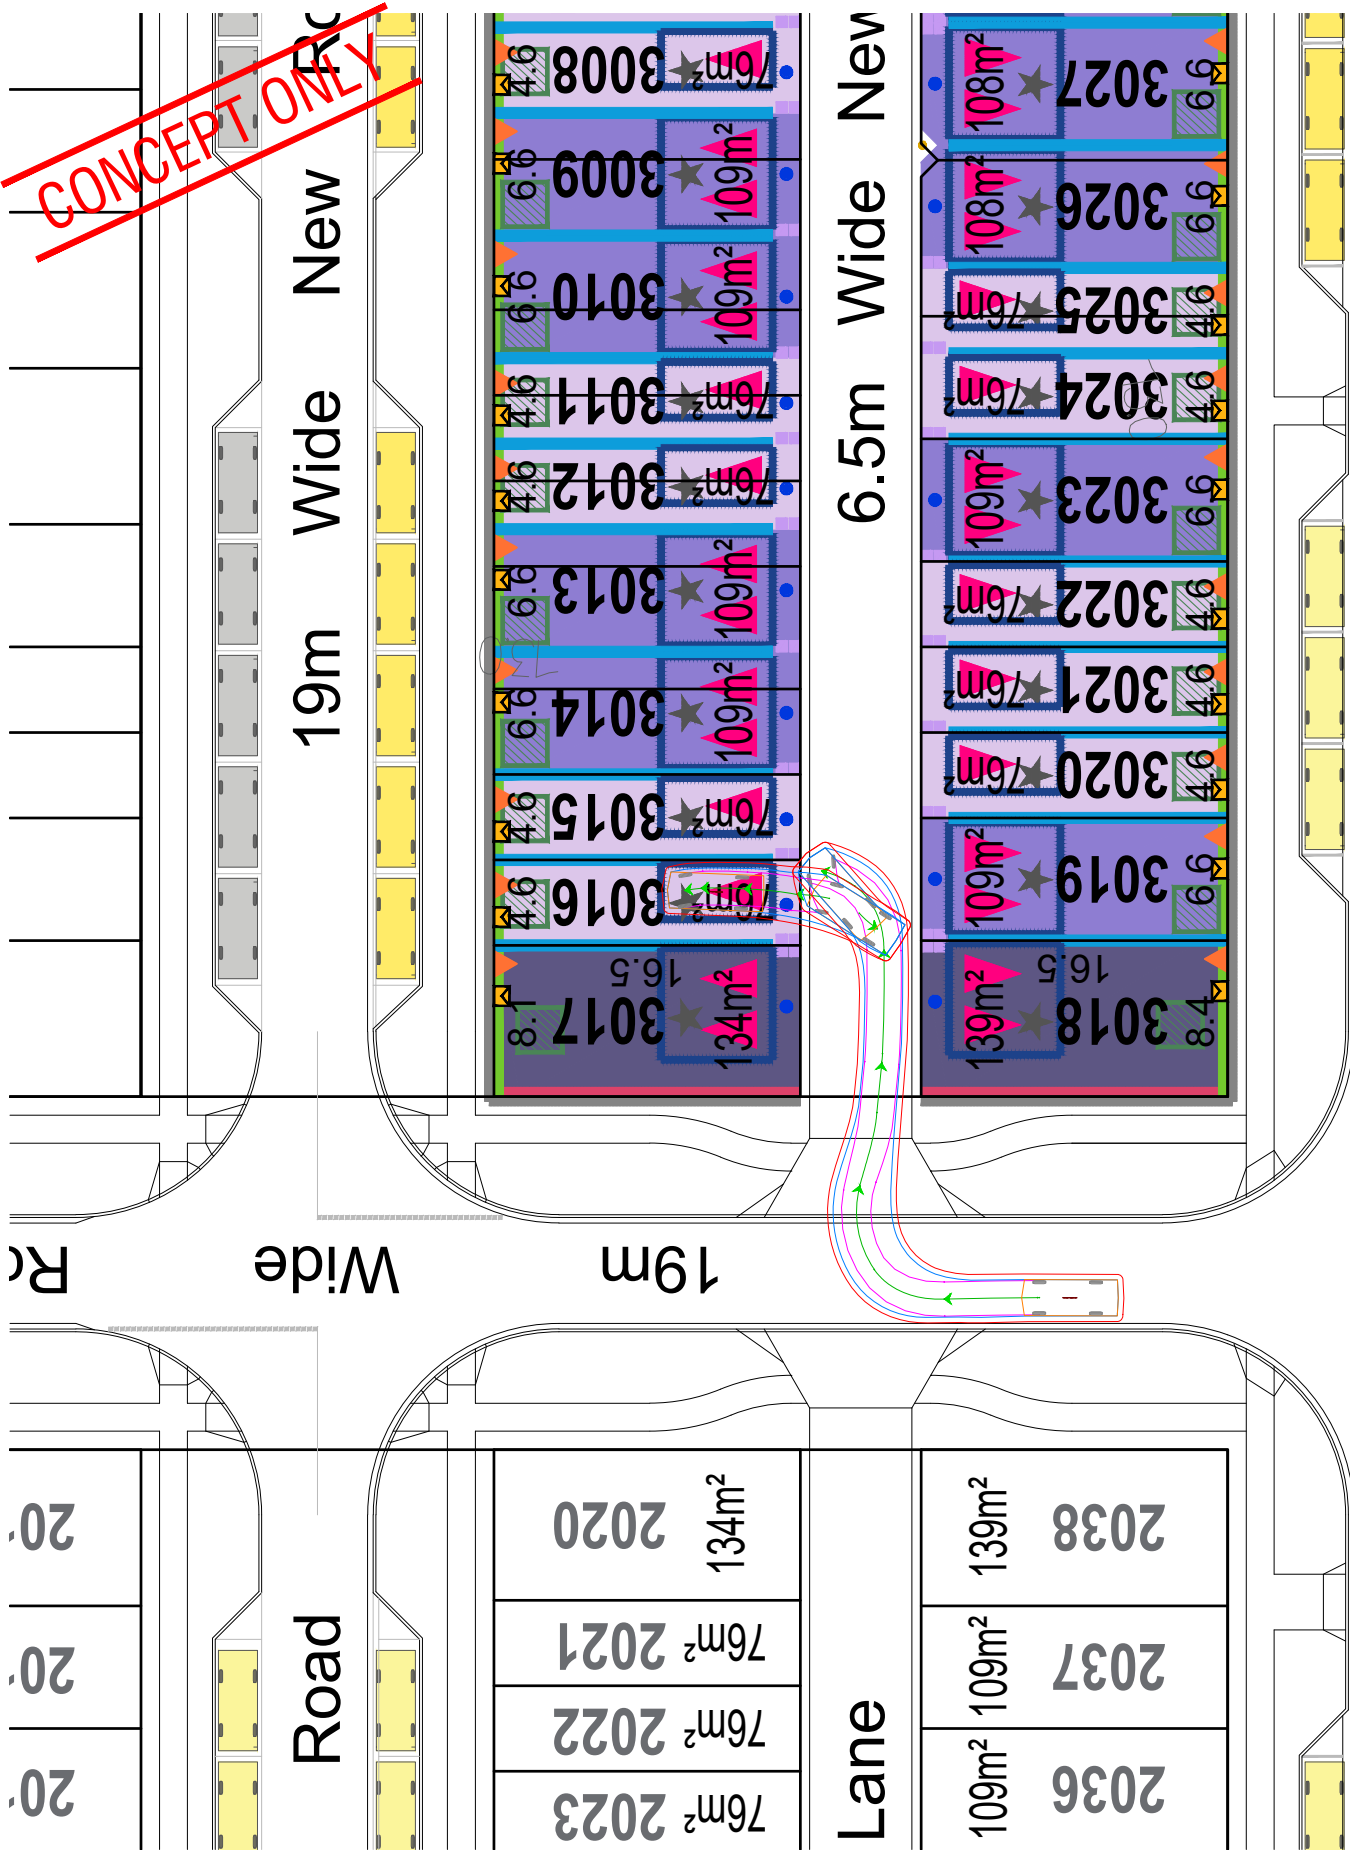 CONCEPT ONLY
19m Wide New
6.5m Wide New
3008
76m²
4.6
3009
109m²
6.6
3010
109m²
6.6
3011
76m²
4.6
3012
76m²
4.6
3013
109m²
6.6
3014
109m²
6.6
3015
76m²
4.6
3016
76m²
4.6
3017
134m²
16.5
8.1
3027
108m²
6.6
3026
108m²
6.6
3025
76m²
4.6
3024
76m²
4.6
3023
109m²
6.6
3022
76m²
4.6
3021
76m²
4.6
3020
76m²
4.6
3019
109m²
6.6
3018
139m²
16.5
8.4
19m Wide
2020
134m²
2021
76m²
2022
76m²
2023
76m²
2038
139m²
2037
109m²
2036
109m²
Road
Lane